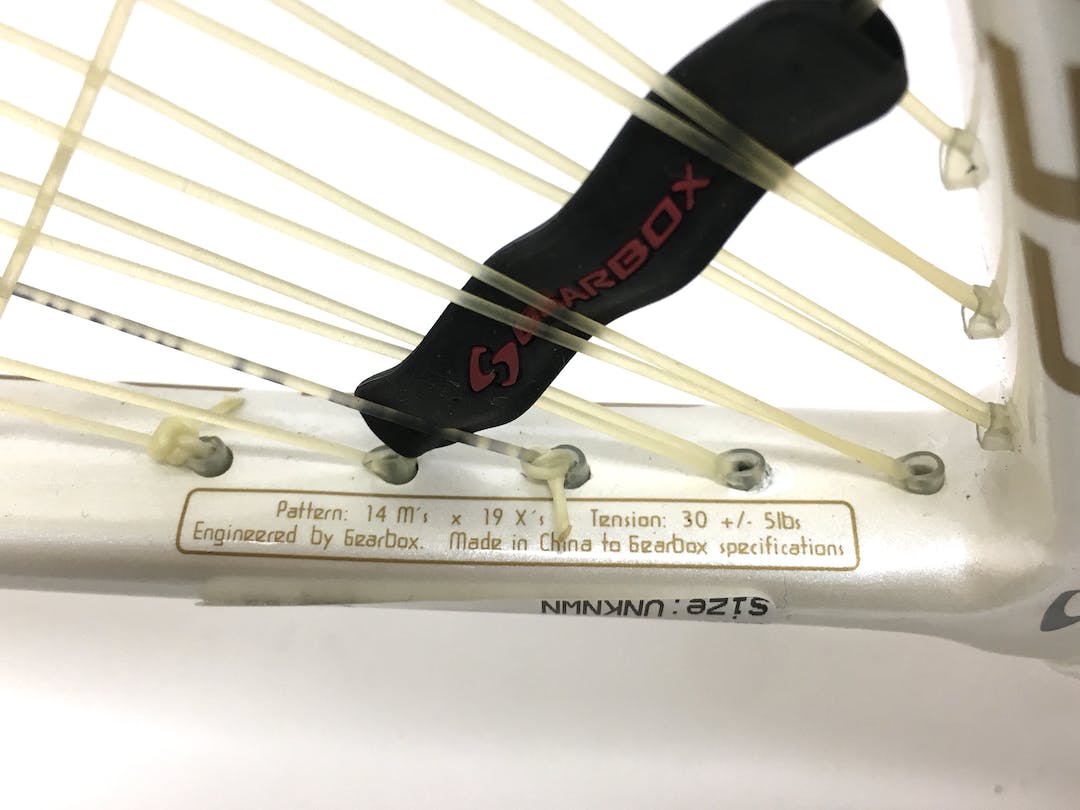 GEARBOX
Pattern: 14 M's x 19 X's Tension: 30 +/- 5lbs
Engineered by Gearbox. Made in China to Gearbox specifications
Size: UNKNWN